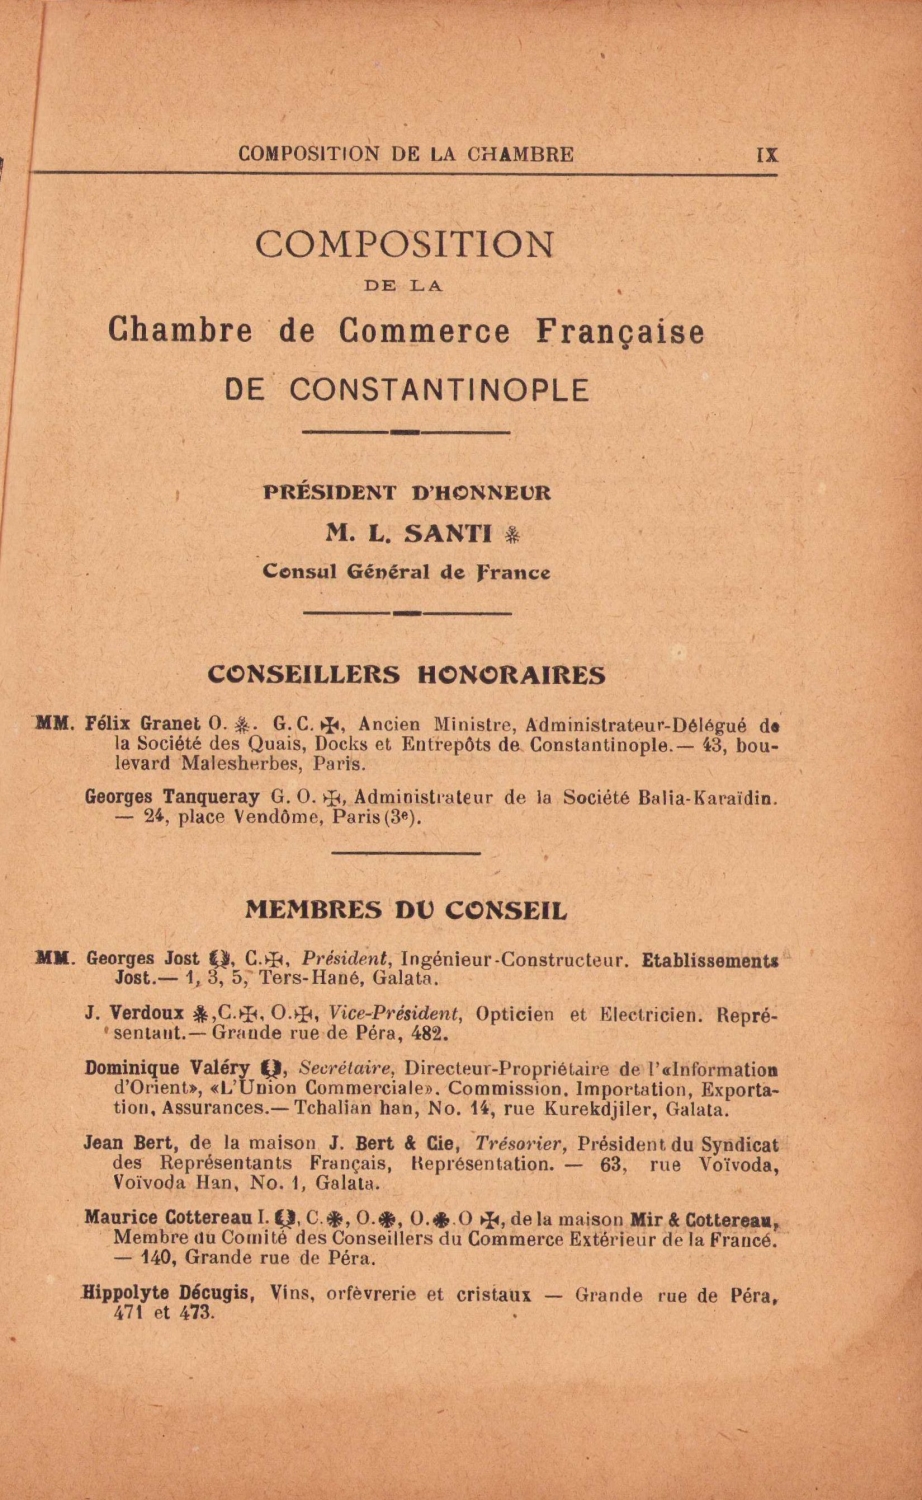 COMPOSITION DE LA CHAMBRE IX
COMPOSITION
DE LA
Chambre de Commerce Française
DE CONSTANTINOPLE
PRÉSIDENT D'HONNEUR
M. L. SANTI
Consul Général de France
CONSEILLERS HONORAIRES
MM. Félix Granet O. ❋. G.C. ✠, Ancien Ministre, Administrateur-Délégué de
la Société des Quais, Docks et Entrepôts de Constantinople.— 43, bou-
levard Malesherbes, Paris.
Georges Tanqueray G. O. ✠, Administrateur de la Société Balia-Karaïdin.
— 24, place Vendôme, Paris (3e).
MEMBRES DU CONSEIL
MM. Georges Jost, C.✠, Président, Ingénieur-Constructeur. Etablissements
Jost.— 1, 3, 5, Ters-Hané, Galata.
J. Verdoux ❋, C.✠, O.✠, Vice-Président, Opticien et Electricien. Repré-
sentant.— Grande rue de Péra, 482.
Dominique Valéry, Secrétaire, Directeur-Propriétaire de l'«Information
d'Orient», «L'Union Commerciale». Commission, Importation, Exporta-
tion, Assurances.— Tchalian han, No. 14, rue Kurekdjiler, Galata.
Jean Bert, de la maison J. Bert & Cie, Trésorier, Président du Syndicat
des Représentants Français, Représentation. — 63, rue Voïvoda,
Voïvoda Han, No. 1, Galata.
Maurice Cottereau I. , C.❋, O.❋, O.❋.O ✠, de la maison Mir & Cottereau,
Membre du Comité des Conseillers du Commerce Extérieur de la France.
— 140, Grande rue de Péra.
Hippolyte Décugis, Vins, orfèvrerie et cristaux — Grande rue de Péra,
471 et 473.